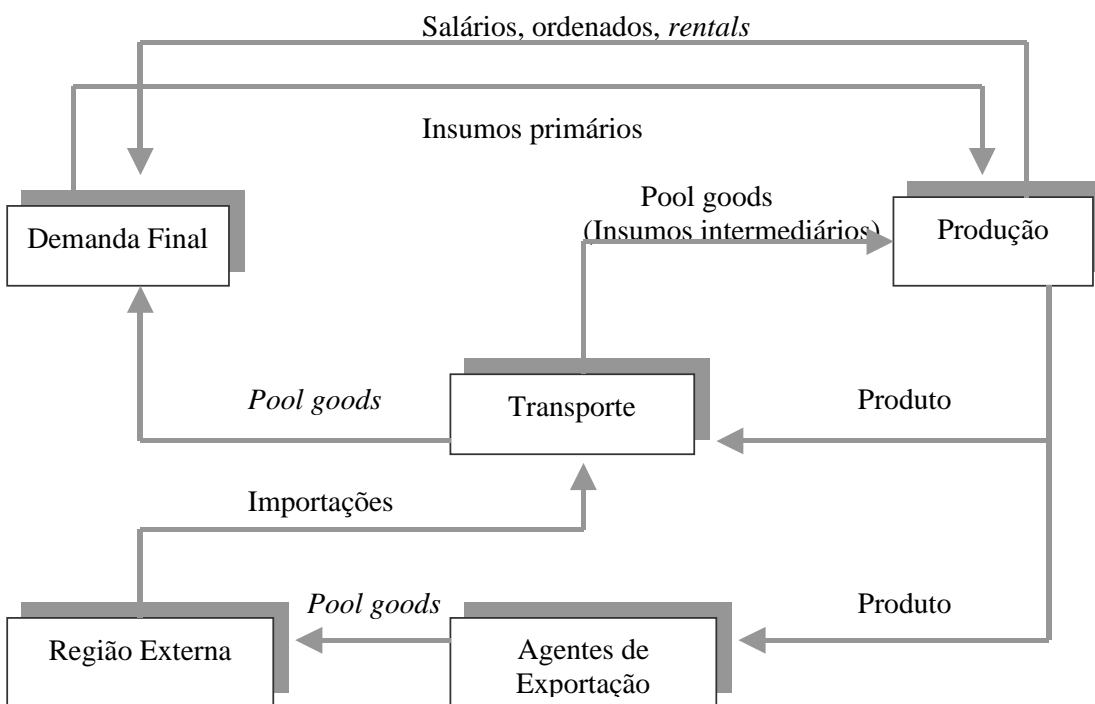 Salários, ordenados, rentals
Insumos primários
Pool goods
(Insumos intermediários)
Demanda Final
Produção
Pool goods
Transporte
Produto
Importações
Pool goods
Produto
Região Externa
Agentes de
Exportação